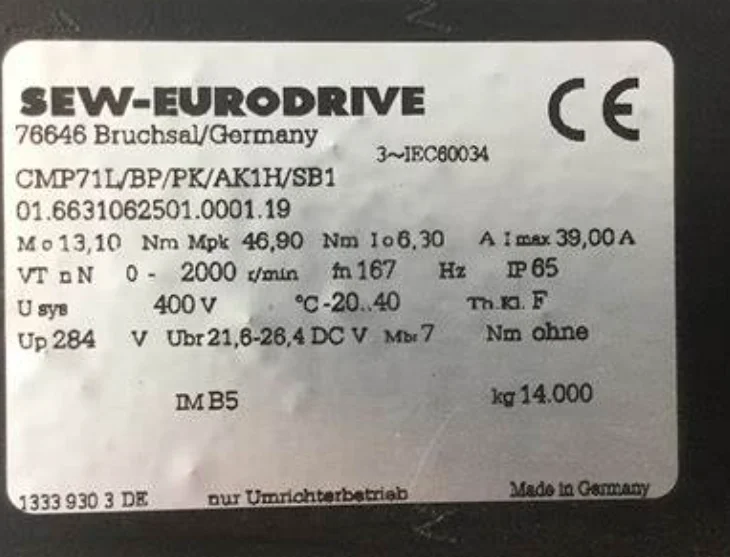 SEW-EURODRIVE
CE
76646 Bruchsal/Germany
3~IEC60034
CMP71L/BP/PK/AK1H/SB1
01.6631062501.0001.19
Mo 13,10 Nm Mpk 46,90 Nm Io 6,30 A Imax 39,00 A
VT nN 0 - 2000 r/min fn 167 Hz IP 65
U sys 400 V °C -20..40 Th.Kl. F
Up 284 V Ubr 21,6-26,4 DC V Mbr 7 Nm ohne
IM B5 kg 14.000
1333 930 3 DE nur Umrichterbetrieb Made in Germany